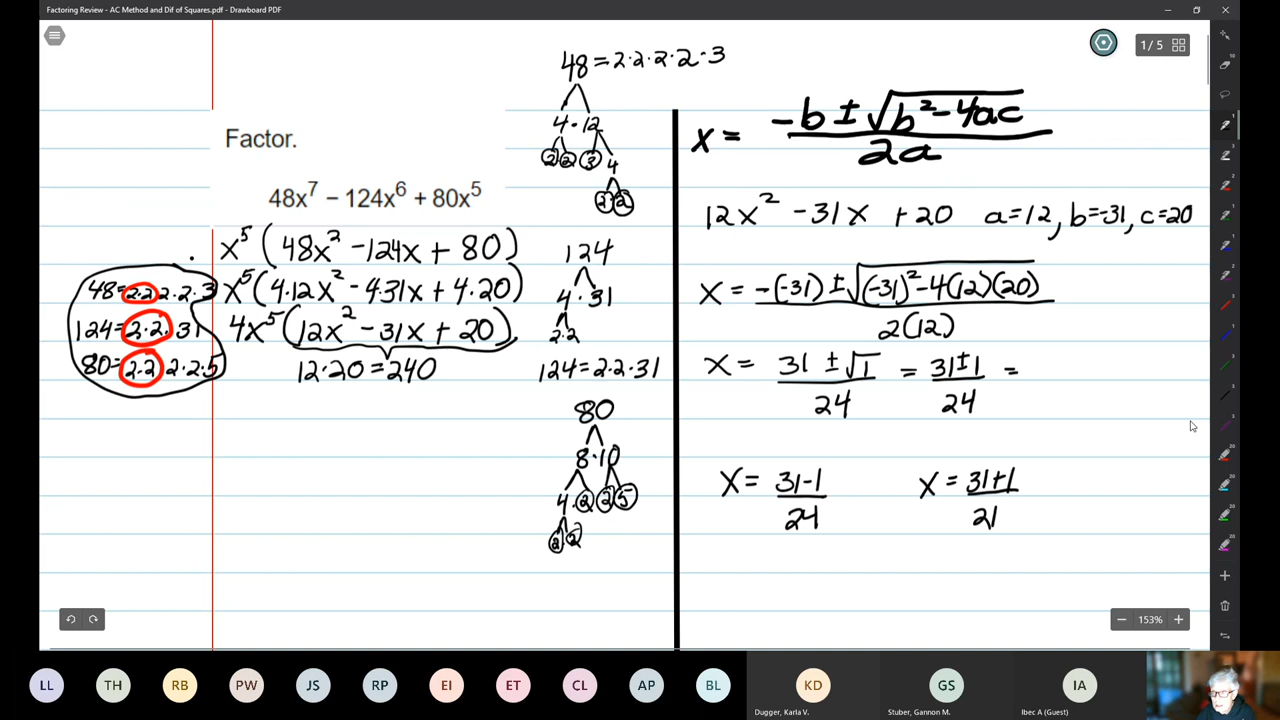 Factoring Review - AC Method and Dif of Squares.pdf - Drawboard PDF
1/5
Factor.
48x⁷ − 124x⁶ + 80x⁵
x⁵(48x² − 124x + 80)
x⁵(4·12x² − 4·31x + 4·20)
4x⁵(12x² − 31x + 20)
12·20 = 240
48 = 2·2·2·2·3
124 = 2·2·31
80 = 2·2·2·2·5
48 = 2·2·2·2·3
4·12
2 2 3 4
2·2
124
4·31
2·2
124 = 2·2·31
80
8·10
4·2 2 5
2 2
x = (-b ± √(b² − 4ac)) / 2a
12x² − 31x + 20 a = 12, b = -31, c = 20
x = (-(-31) ± √((-31)² − 4(12)(20))) / 2(12)
x = (31 ± √1) / 24 = (31 ± 1) / 24 =
x = (31 − 1) / 24 x = (31 + 1) / 21
153%
LL TH RB PW JS RP EI ET CL AP BL KD GS IA
Dugger, Karla V. Stuber, Gannon M. Ibec A (Guest)